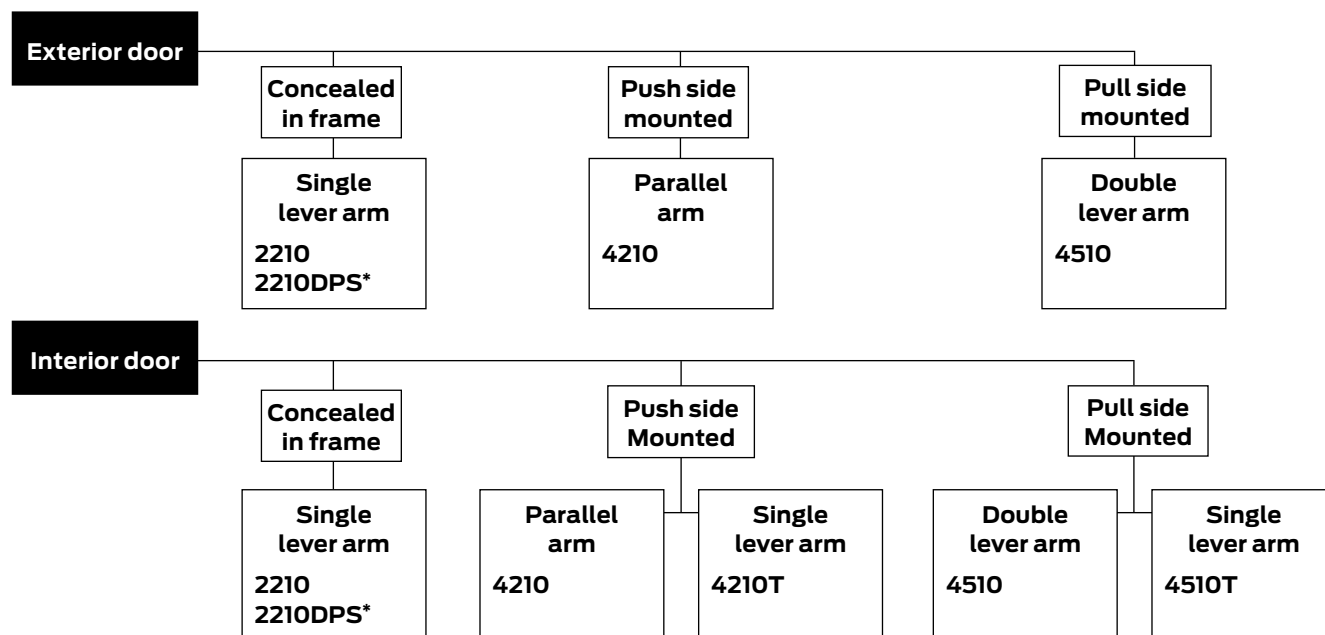 Exterior door
Concealed
in frame
Single
lever arm
2210
2210DPS*
Push side
mounted
Parallel
arm
4210
Pull side
mounted
Double
lever arm
4510
Interior door
Concealed
in frame
Single
lever arm
2210
2210DPS*
Push side
Mounted
Parallel
arm
4210
Single
lever arm
4210T
Pull side
Mounted
Double
lever arm
4510
Single
lever arm
4510T